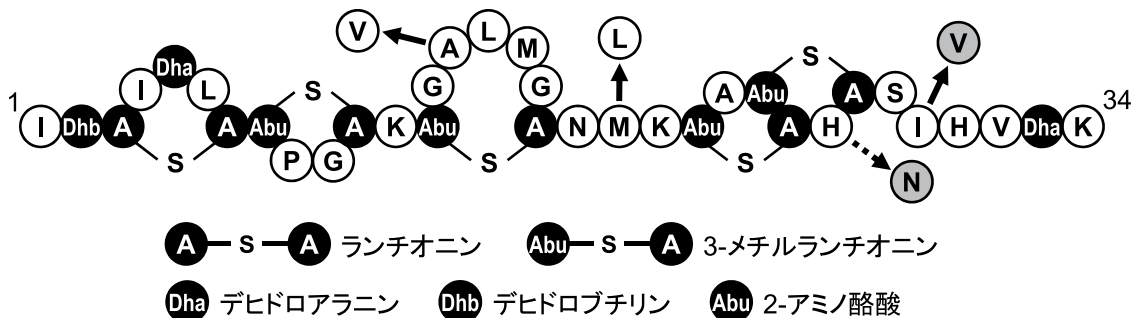 V A L M L S V
Dha I L S G G A Abu A S
1 I Dhb A A Abu A K Abu A N M K Abu A H I H V Dha K 34
S P G S S N
A S A ランチオニン Abu S A 3-メチルランチオニン
Dha デヒドロアラニン Dhb デヒドロブチリン Abu 2-アミノ酪酸